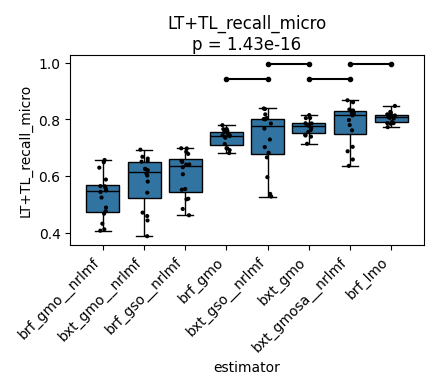 LT+TL_recall_micro
p = 1.43e-16
LT+TL_recall_micro
1.0
0.8
0.6
0.4
brf_gmo__nrlmf
bxt_gmo__nrlmf
brf_gso__nrlmf
brf_gmo
bxt_gso__nrlmf
bxt_gmo
bxt_gmosa__nrlmf
brf_lmo
estimator